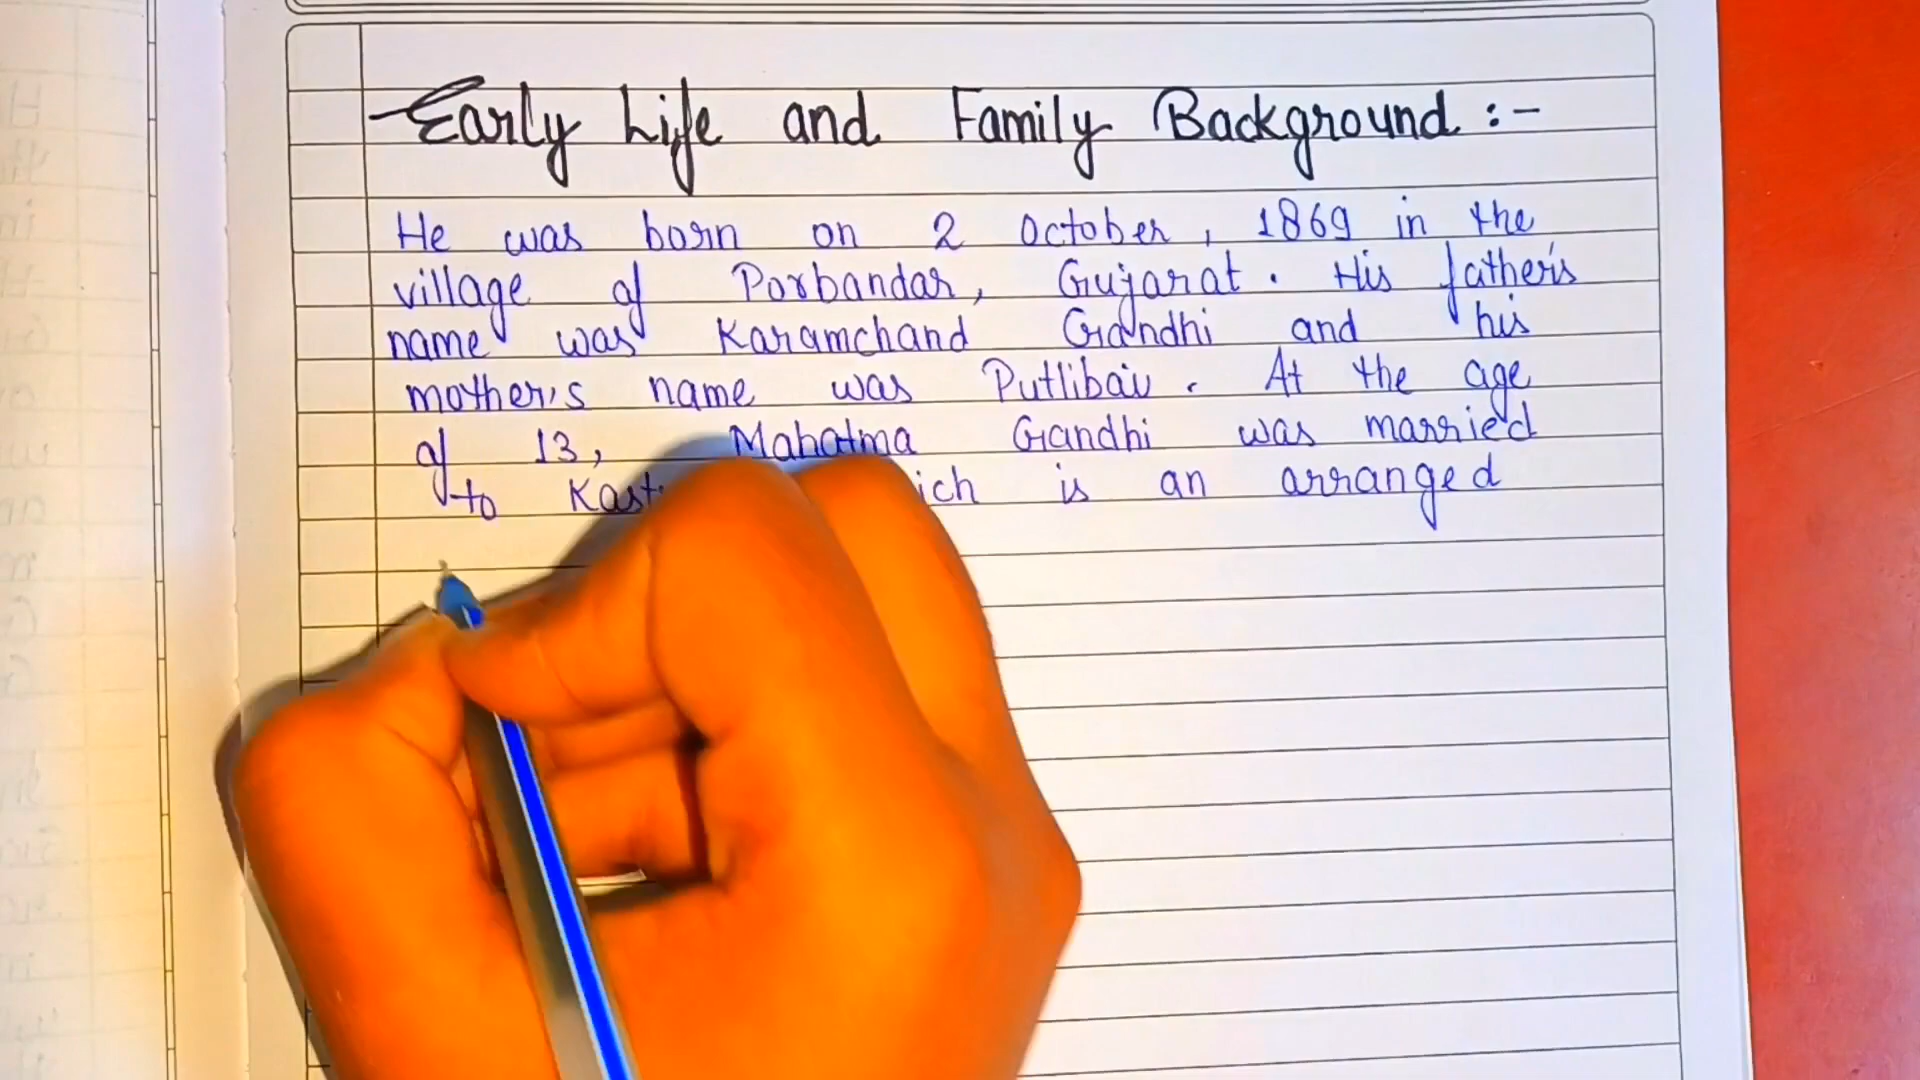 Early Life and Family Background :-
He was born on 2 October, 1869 in the
village of Porbandar, Gujarat. His father's
name was Karamchand Gandhi and his
mother's name was Putlibai. At the age
of 13, Mahatma Gandhi was married
to is an arranged